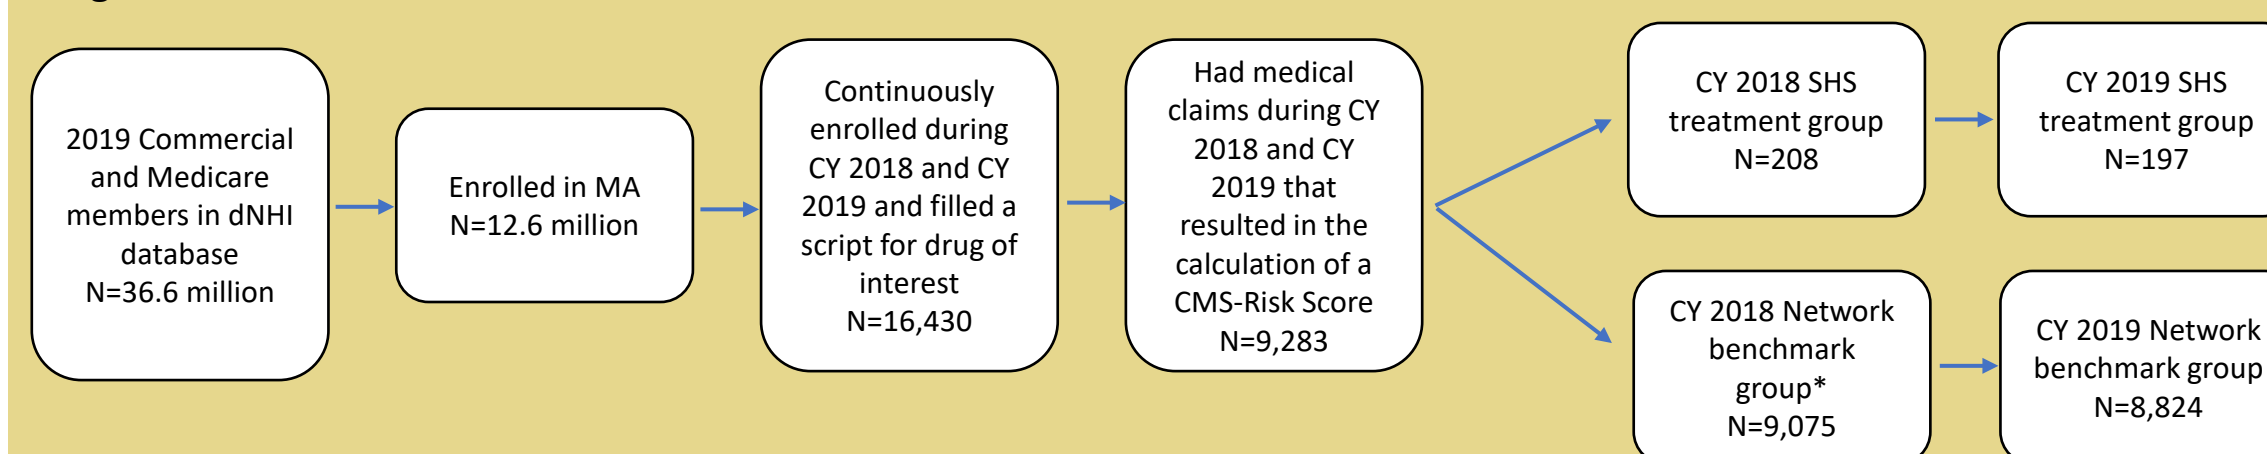 2019 Commercial
and Medicare
members in dNHI
database
N=36.6 million
Enrolled in MA
N=12.6 million
Continuously
enrolled during
CY 2018 and CY
2019 and filled a
script for drug of
interest
N=16,430
Had medical
claims during CY
2018 and CY
2019 that
resulted in the
calculation of a
CMS-Risk Score
N=9,283
CY 2018 SHS
treatment group
N=208
CY 2019 SHS
treatment group
N=197
CY 2018 Network
benchmark
group*
N=9,075
CY 2019 Network
benchmark group
N=8,824